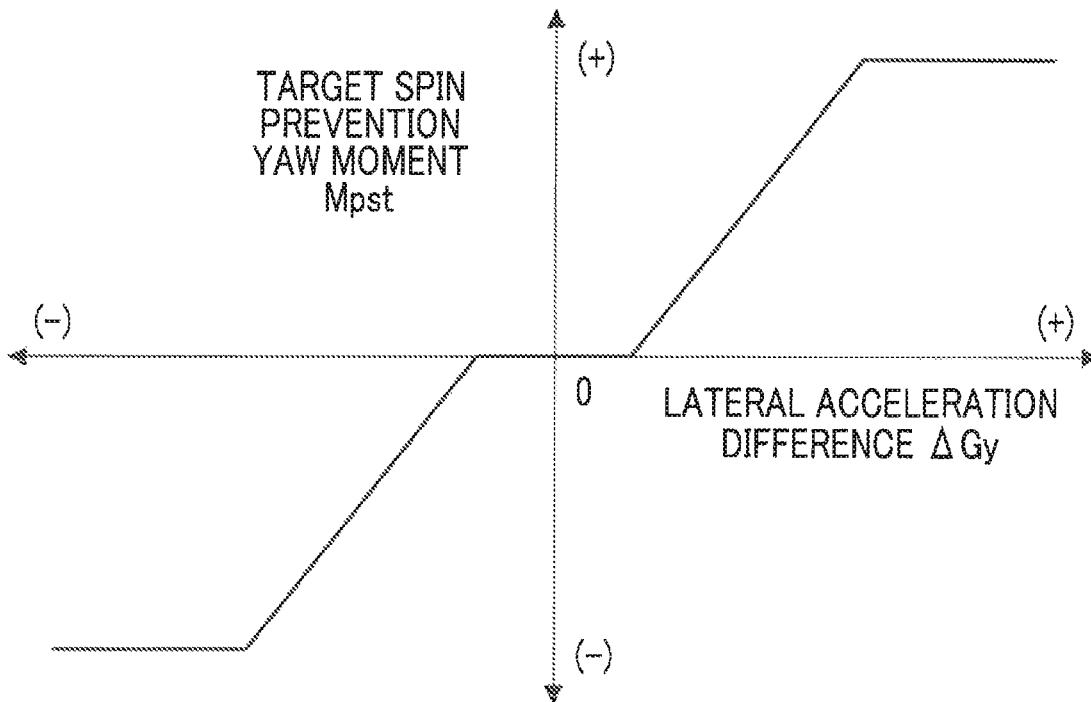 (+)
TARGET SPIN
PREVENTION
YAW MOMENT
Mpst
(-)
(+)
0
LATERAL ACCELERATION
DIFFERENCE ΔGy
(-)